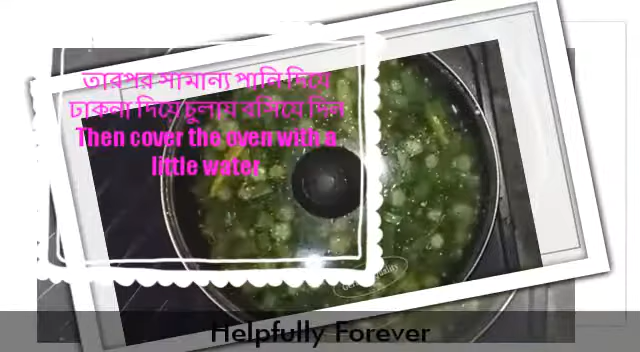 তারপর সামান্য পানি দিয়ে
ঢাকনা দিয়ে চুলায় বসিয়ে দিন
Then cover the oven with a
little water
Helpfully Forever